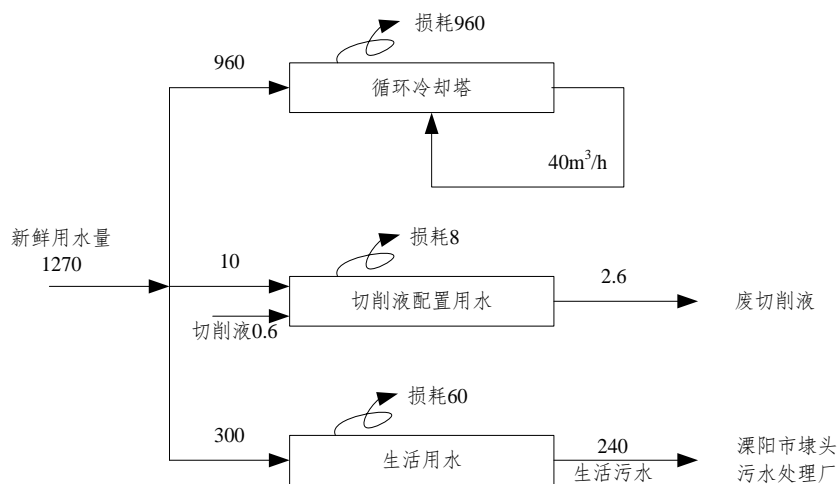 损耗960
960
循环冷却塔
40m³/h
新鲜用水量
1270
损耗8
10
切削液配置用水
2.6
废切削液
切削液0.6
损耗60
300
生活用水
240
生活污水
溧阳市埭头
污水处理厂